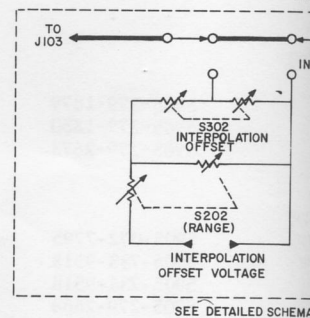 TO
J103
IN
S302
INTERPOLATION
OFFSET
S202
(RANGE)
INTERPOLATION
OFFSET VOLTAGE
SEE DETAILED SCHEMA